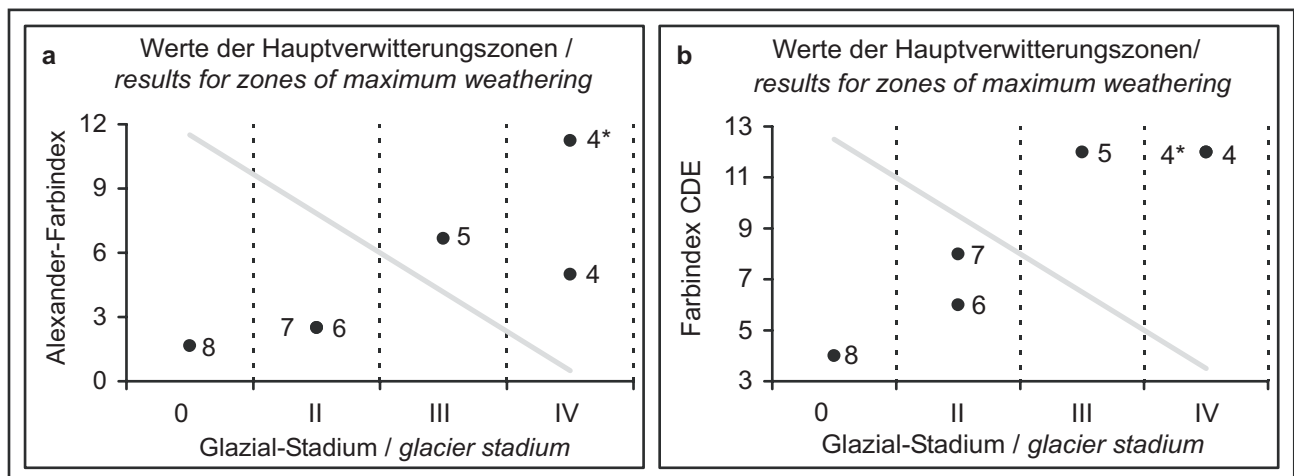 a
Werte der Hauptverwitterungszonen /
results for zones of maximum weathering
Alexander-Farbindex
12
9
6
3
0
8
7
6
5
4*
4
0
II
III
IV
Glazial-Stadium / glacier stadium
b
Werte der Hauptverwitterungszonen/
results for zones of maximum weathering
Farbindex CDE
13
11
9
7
5
3
8
7
6
5
4*
4
0
II
III
IV
Glazial-Stadium / glacier stadium